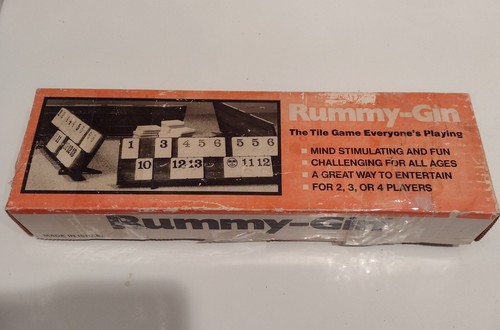 Rummy-Gin
The Tile Game Everyone's Playing
MIND STIMULATING AND FUN
CHALLENGING FOR ALL AGES
A GREAT WAY TO ENTERTAIN
FOR 2, 3, OR 4 PLAYERS
1 3 4 5 6 5 5 6
10 12 13 11 12
Rummy-Gin
MADE IN